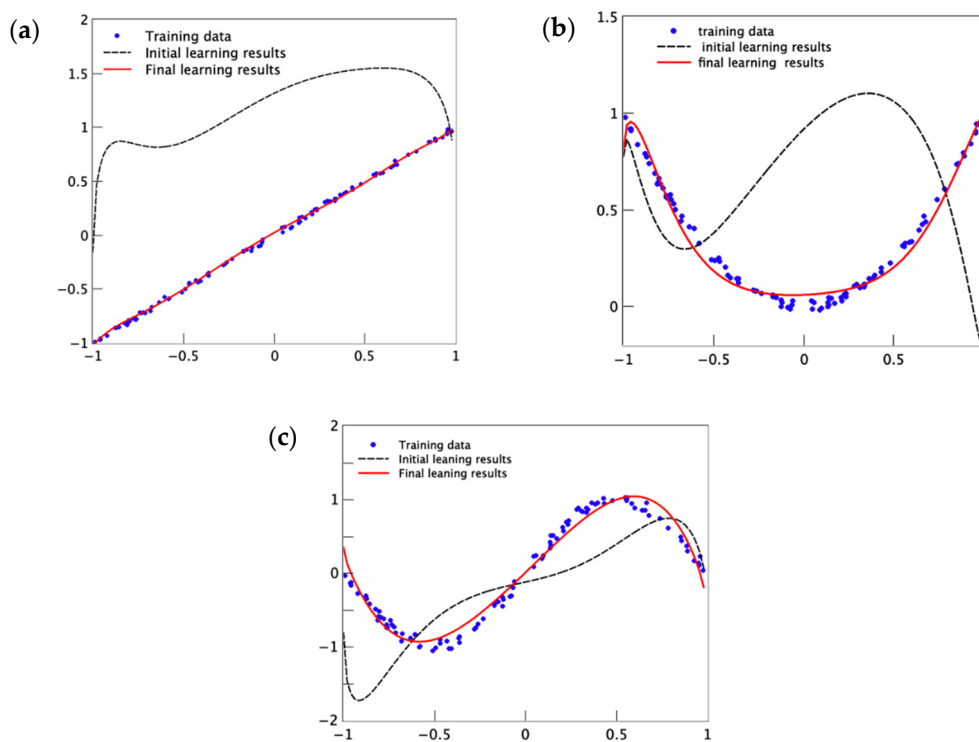 (a)
2
Training data
Initial learning results
Final learning results
1.5
1
0.5
0
−0.5
−1
−1 −0.5 0 0.5 1
(b)
1.5
training data
initial learning results
final learning results
1
0.5
0
−1 −0.5 0 0.5
(c)
2
Training data
Initial leaning results
Final leaning results
1
0
−1
−2
−1 −0.5 0 0.5 1